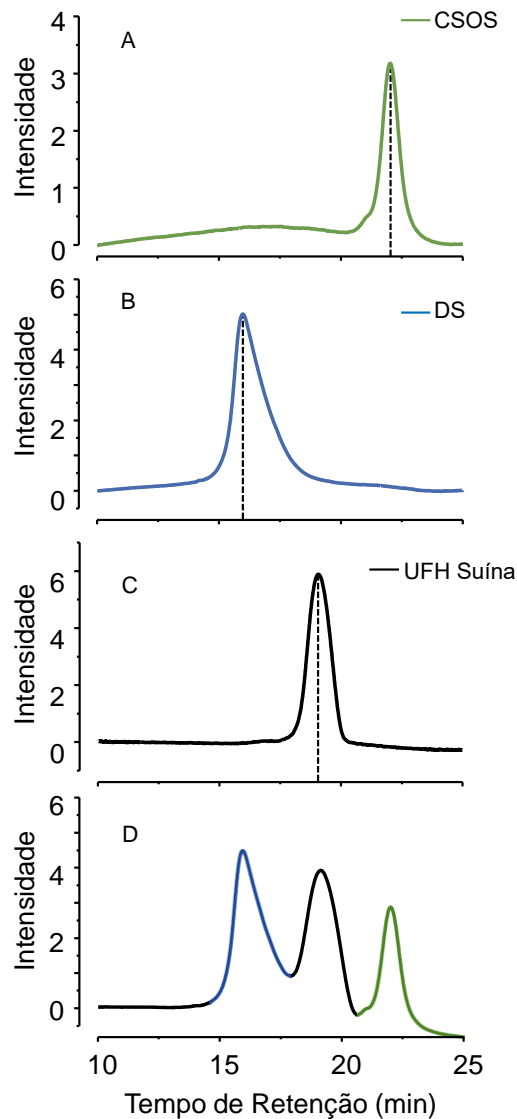 A
CSOS
Intensidade
4
3
2
1
0
B
DS
Intensidade
6
4
2
0
C
UFH Suína
Intensidade
6
4
2
0
D
Intensidade
6
4
2
0
10 15 20 25
Tempo de Retenção (min)